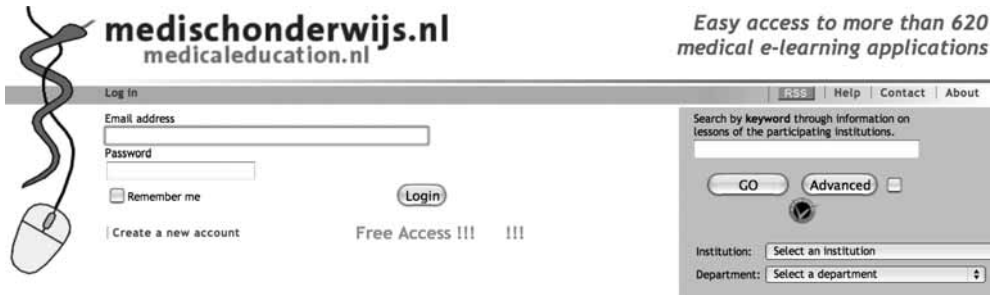 medischonderwijs.nl
medicaleducation.nl
Easy access to more than 620
medical e-learning applications
Log in
RSS | Help | Contact | About
Email address
Password
Remember me
Login
| Create a new account
Free Access !!! !!!
Search by keyword through information on
lessons of the participating institutions.
GO
Advanced
Institution: Select an institution
Department: Select a department